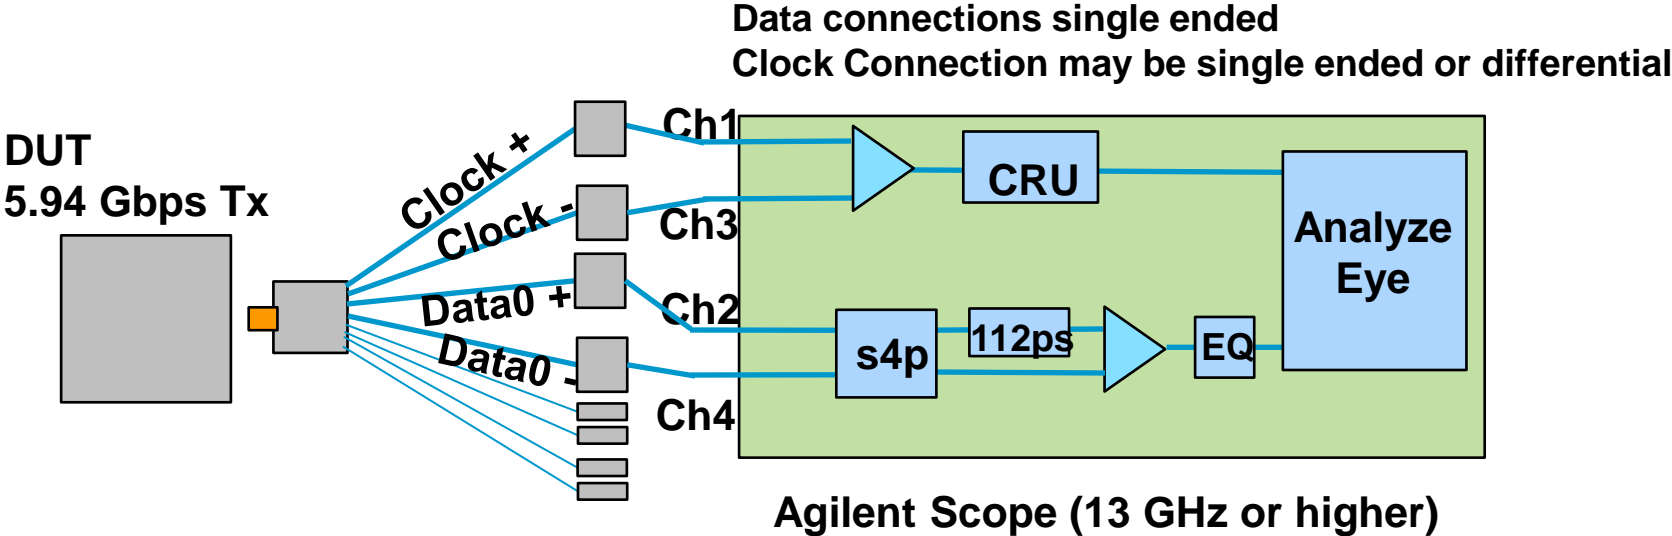 Data connections single ended
Clock Connection may be single ended or differential
DUT
5.94 Gbps Tx
Clock +
Clock -
Data0 +
Data0 -
Ch1
Ch3
Ch2
Ch4
CRU
s4p
112ps
EQ
Analyze
Eye
Agilent Scope (13 GHz or higher)